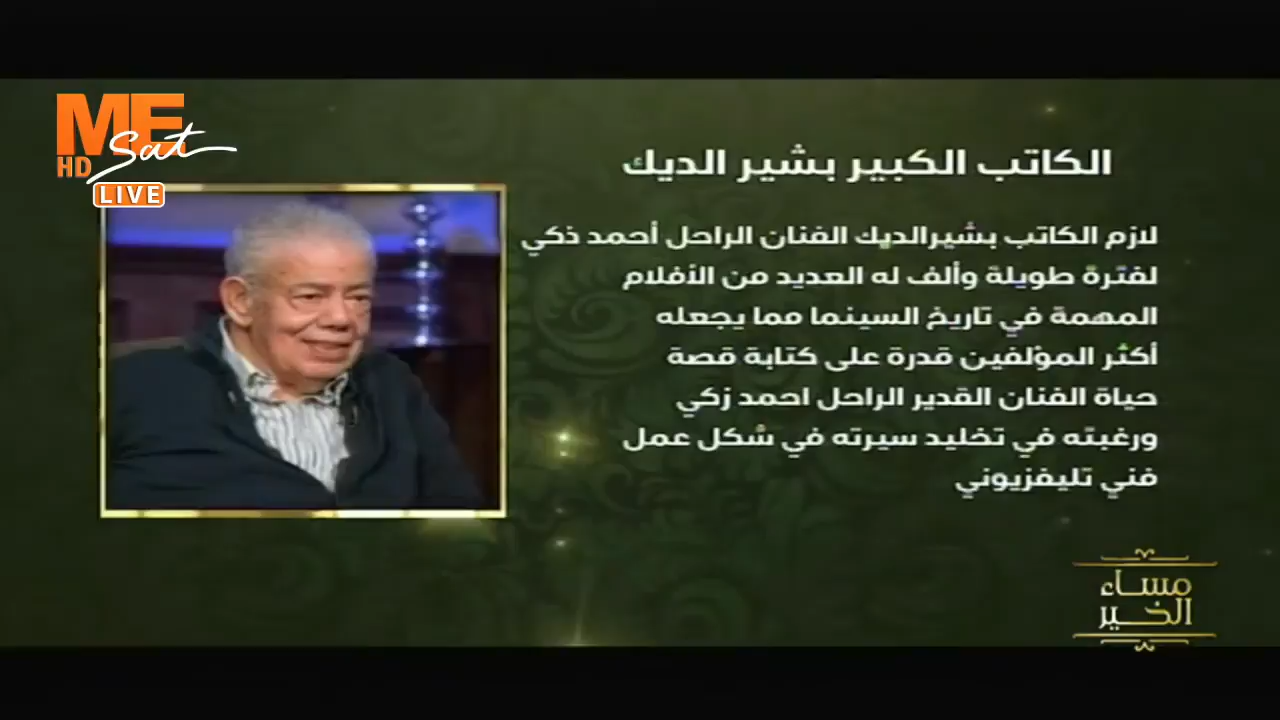 ME
HD Sat
LIVE
الكاتب الكبير بشير الديك
لازم الكاتب بشيرالديك الفنان الراحل أحمد ذكي
لفترة طويلة وألف له العديد من الأفلام
المهمة في تاريخ السينما مما يجعله
أكثر المؤلفين قدرة على كتابة قصة
حياة الفنان القدير الراحل احمد زكي
ورغبته في تخليد سيرته في شكل عمل
فني تليفزيوني
مساء
الخير